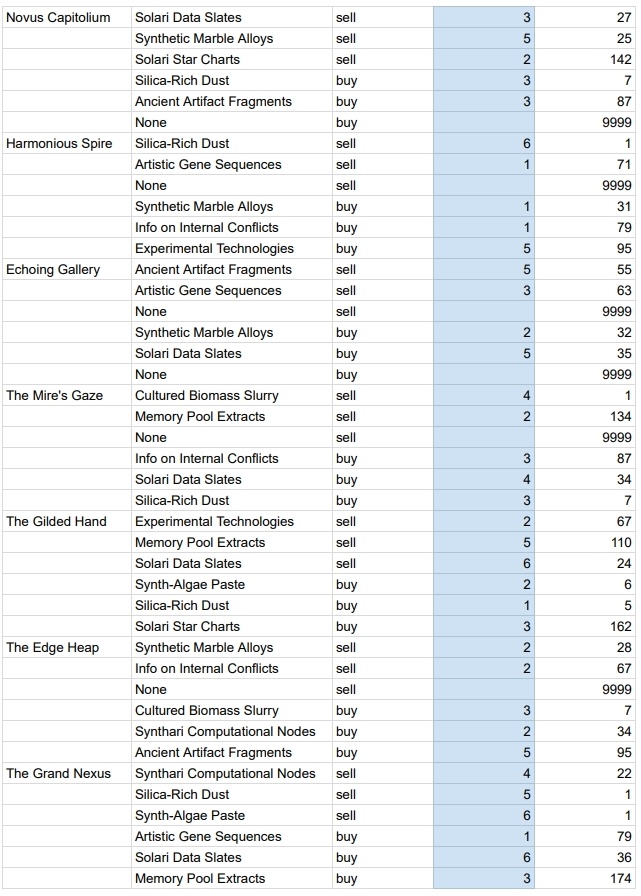 Novus Capitolium Solari Data Slates sell 3 27
Synthetic Marble Alloys sell 5 25
Solari Star Charts sell 2 142
Silica-Rich Dust buy 3 7
Ancient Artifact Fragments buy 3 87
None buy 9999
Harmonious Spire Silica-Rich Dust sell 6 1
Artistic Gene Sequences sell 1 71
None sell 9999
Synthetic Marble Alloys buy 1 31
Info on Internal Conflicts buy 1 79
Experimental Technologies buy 5 95
Echoing Gallery Ancient Artifact Fragments sell 5 55
Artistic Gene Sequences sell 3 63
None sell 9999
Synthetic Marble Alloys buy 2 32
Solari Data Slates buy 5 35
None buy 9999
The Mire's Gaze Cultured Biomass Slurry sell 4 1
Memory Pool Extracts sell 2 134
None sell 9999
Info on Internal Conflicts buy 3 87
Solari Data Slates buy 4 34
Silica-Rich Dust buy 3 7
The Gilded Hand Experimental Technologies sell 2 67
Memory Pool Extracts sell 5 110
Solari Data Slates sell 6 24
Synth-Algae Paste buy 2 6
Silica-Rich Dust buy 1 5
Solari Star Charts buy 3 162
The Edge Heap Synthetic Marble Alloys sell 2 28
Info on Internal Conflicts sell 2 67
None sell 9999
Cultured Biomass Slurry buy 3 7
Synthari Computational Nodes buy 2 34
Ancient Artifact Fragments buy 5 95
The Grand Nexus Synthari Computational Nodes sell 4 22
Silica-Rich Dust sell 5 1
Synth-Algae Paste sell 6 1
Artistic Gene Sequences buy 1 79
Solari Data Slates buy 6 36
Memory Pool Extracts buy 3 174